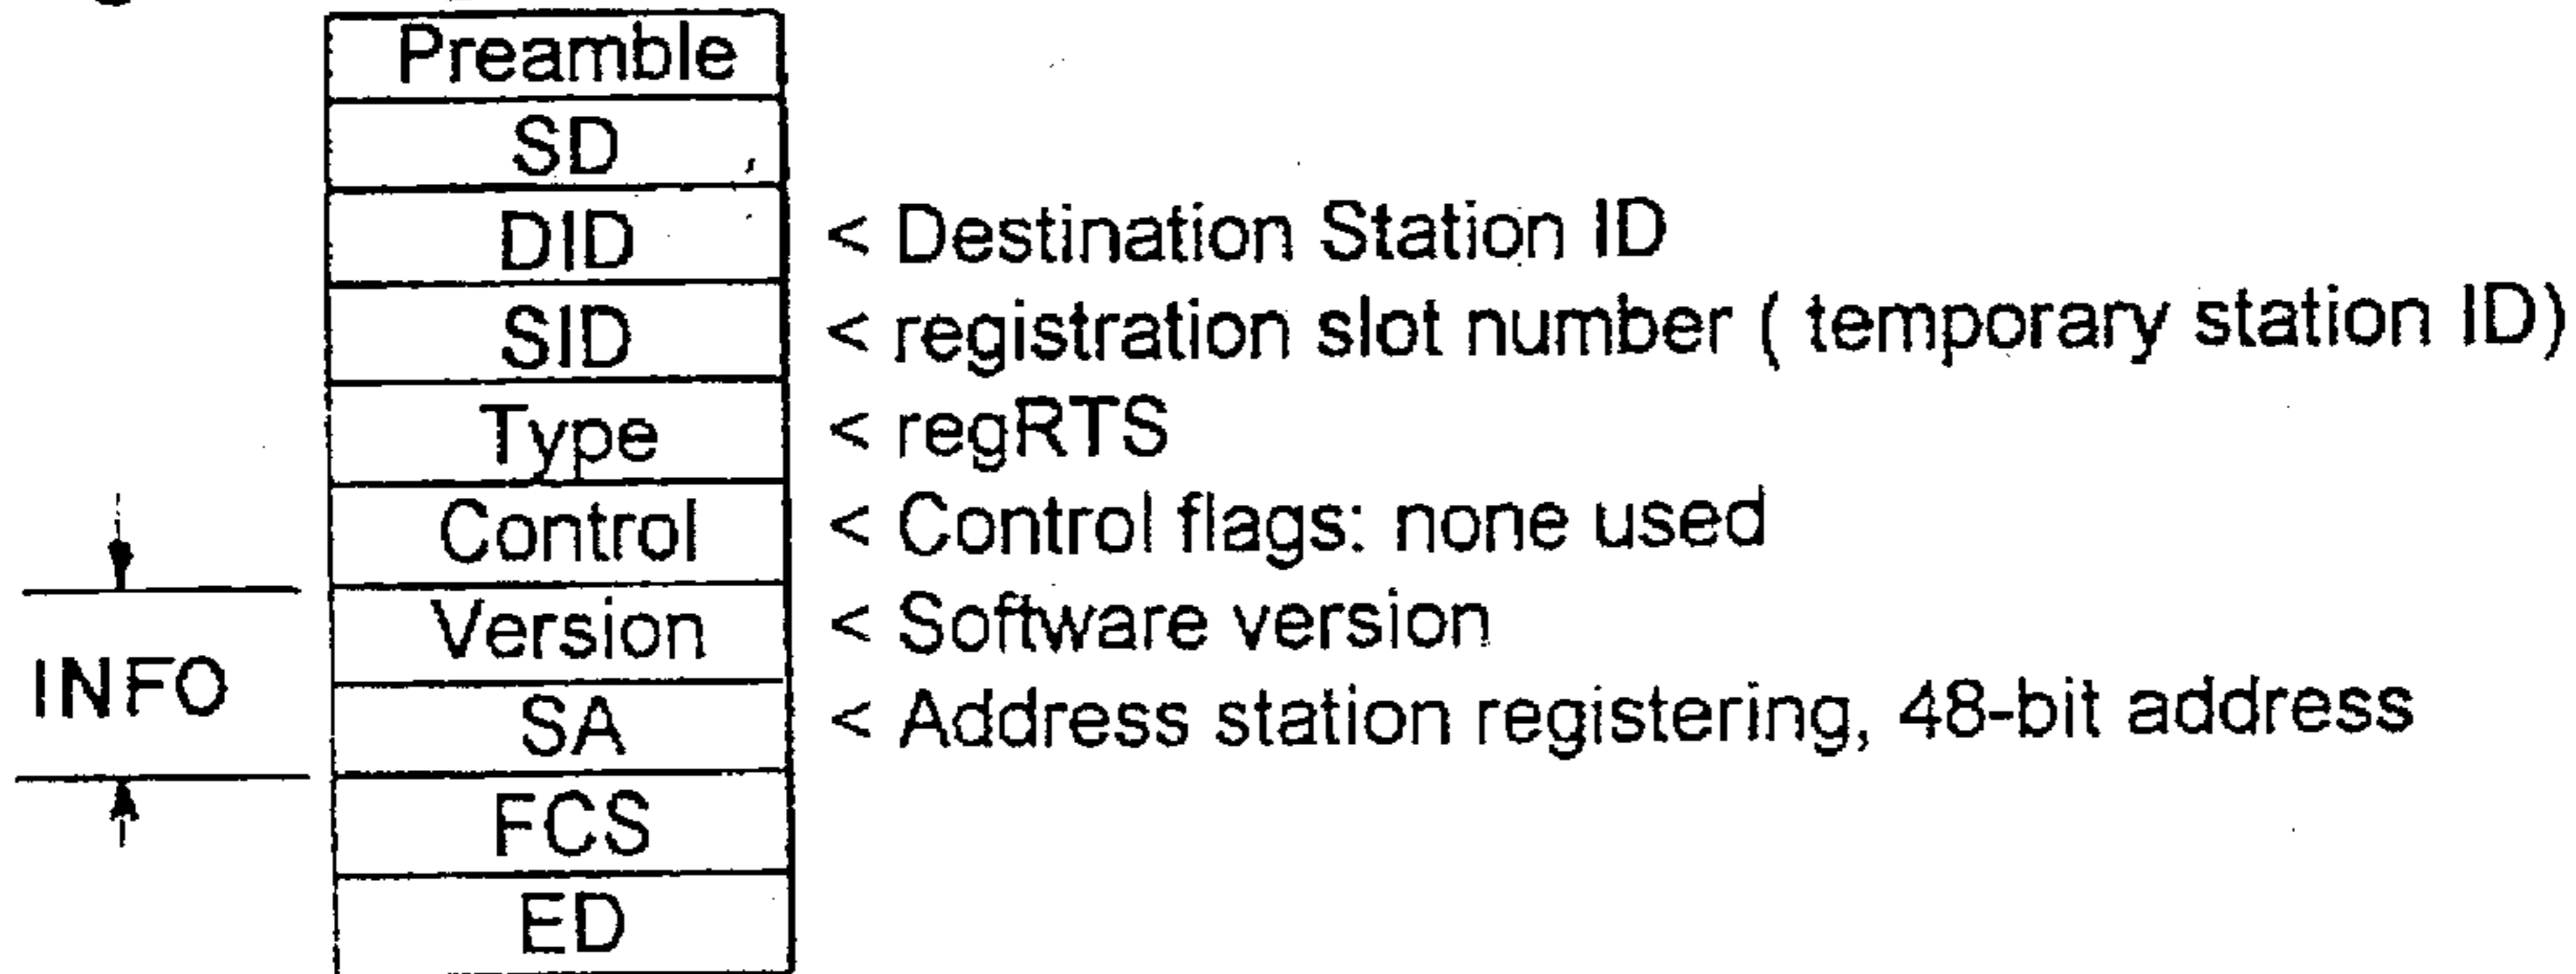 Preamble
SD
DID < Destination Station ID
SID < registration slot number ( temporary station ID)
Type < regRTS
Control < Control flags: none used
Version < Software version
INFO
SA < Address station registering, 48-bit address
FCS
ED